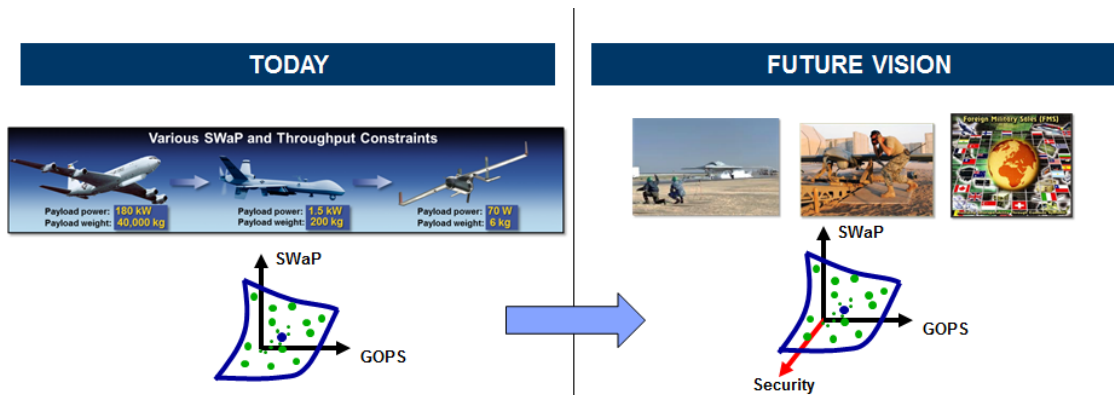 TODAY
Various SWaP and Throughput Constraints
Payload power: 180 kW
Payload weight: 40,000 kg
Payload power: 1.5 kW
Payload weight: 200 kg
Payload power: 70 W
Payload weight: 6 kg
SWaP
GOPS
FUTURE VISION
Foreign Military Sales (FMS)
SWaP
GOPS
Security